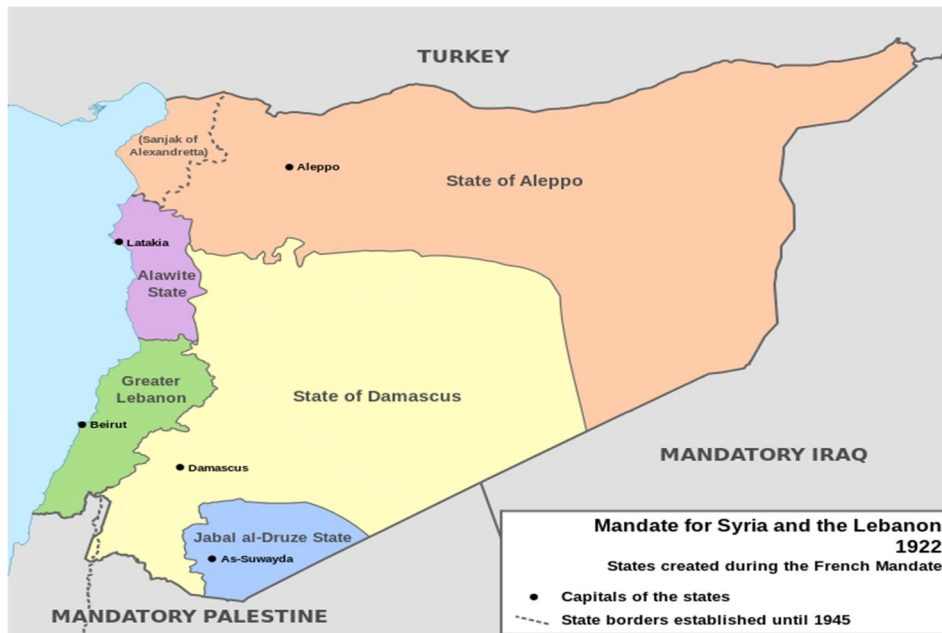 TURKEY
(Sanjak of
Alexandretta)
Aleppo
State of Aleppo
Latakia
Alawite
State
Greater
Lebanon
State of Damascus
Beirut
MANDATORY IRAQ
Damascus
Jabal al-Druze State
As-Suwayda
MANDATORY PALESTINE
Mandate for Syria and the Lebanon
1922
States created during the French Mandate
Capitals of the states
State borders established until 1945